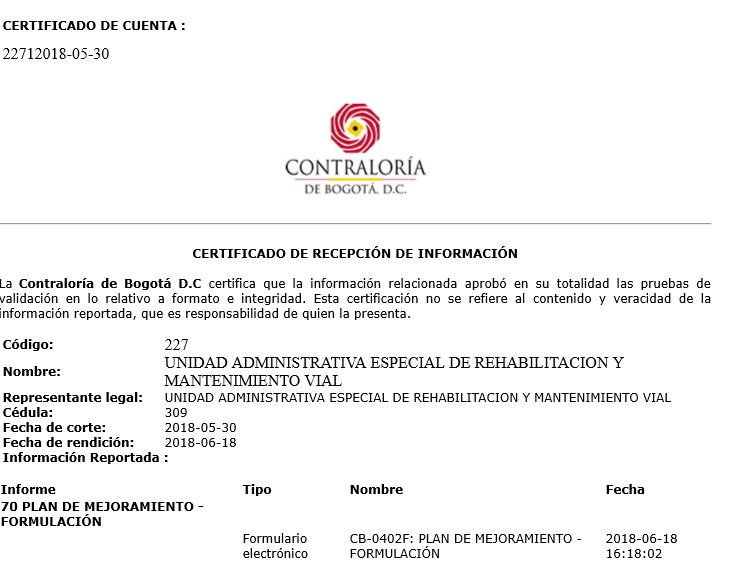 CERTIFICADO DE CUENTA :
22712018-05-30
CONTRALORÍA
DE BOGOTÁ, D.C.
CERTIFICADO DE RECEPCIÓN DE INFORMACIÓN
La Contraloría de Bogotá D.C certifica que la información relacionada aprobó en su totalidad las pruebas de
validación en lo relativo a formato e integridad. Esta certificación no se refiere al contenido y veracidad de la
información reportada, que es responsabilidad de quien la presenta.
Código: 227
Nombre: UNIDAD ADMINISTRATIVA ESPECIAL DE REHABILITACION Y
MANTENIMIENTO VIAL
Representante legal: UNIDAD ADMINISTRATIVA ESPECIAL DE REHABILITACION Y MANTENIMIENTO VIAL
Cédula: 309
Fecha de corte: 2018-05-30
Fecha de rendición: 2018-06-18
Información Reportada :
Informe Tipo Nombre Fecha
70 PLAN DE MEJORAMIENTO -
FORMULACIÓN
Formulario CB-0402F: PLAN DE MEJORAMIENTO - 2018-06-18
electrónico FORMULACIÓN 16:18:02